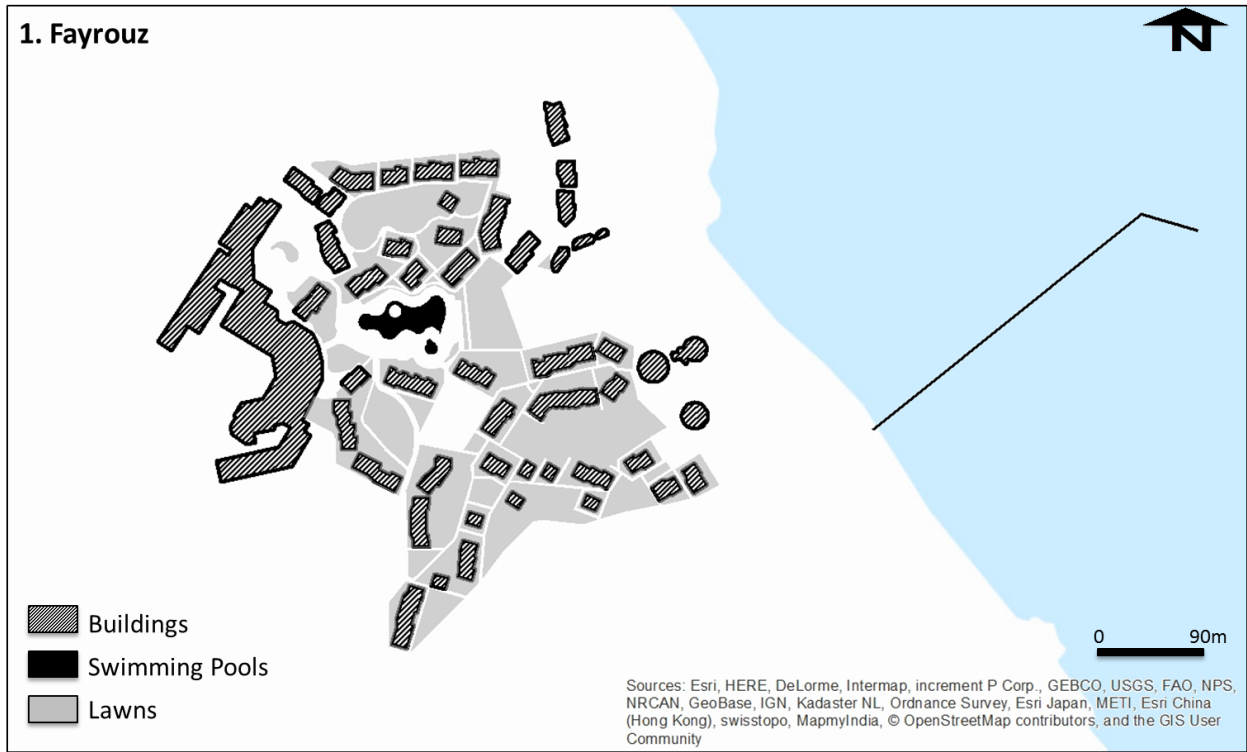 1. Fayrouz
N
Buildings
Swimming Pools
Lawns
0 90m
Sources: Esri, HERE, DeLorme, Intermap, increment P Corp., GEBCO, USGS, FAO, NPS,
NRCAN, GeoBase, IGN, Kadaster NL, Ordnance Survey, Esri Japan, METI, Esri China
(Hong Kong), swisstopo, MapmyIndia, © OpenStreetMap contributors, and the GIS User
Community